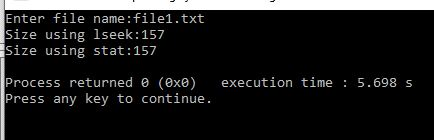 Enter file name:file1.txt
Size using lseek:157
Size using stat:157
Process returned 0 (0x0)   execution time : 5.698 s
Press any key to continue.